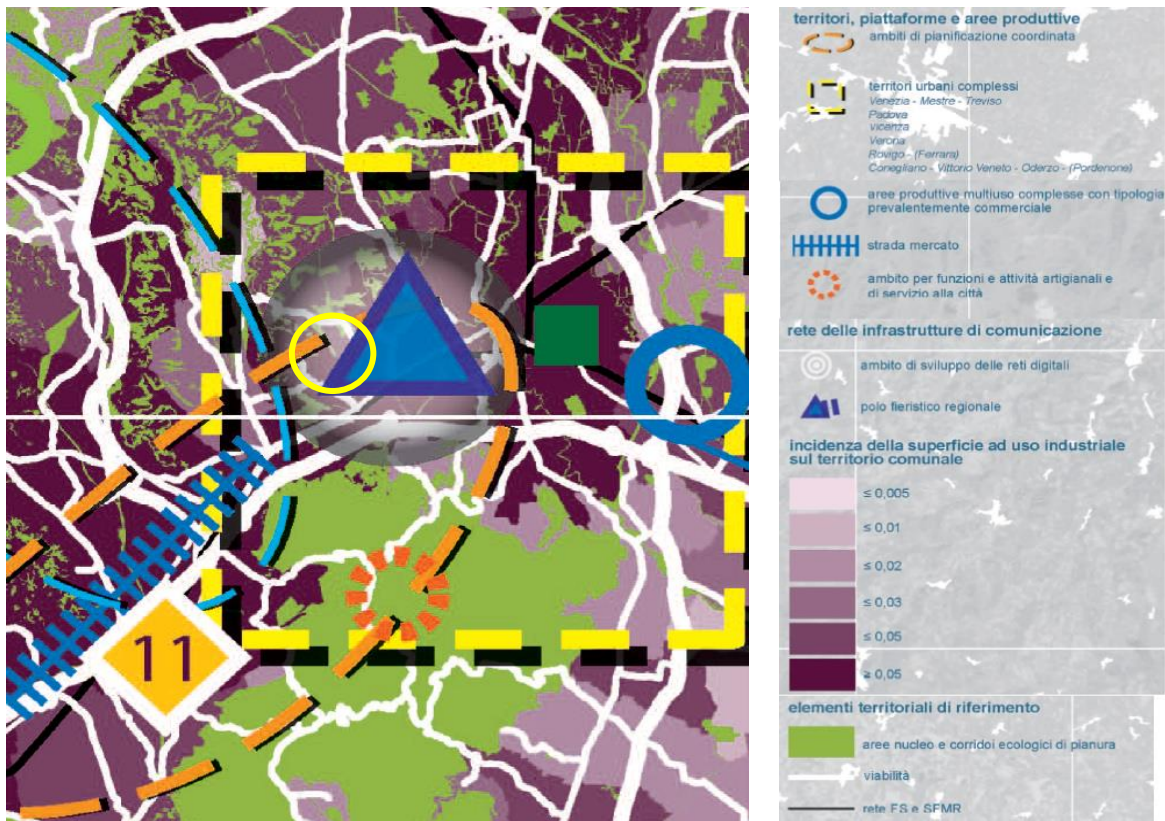 11
territori, piattaforme e aree produttive
ambiti di pianificazione coordinata
territori urbani complessi
Venezia - Mestre - Treviso
Padova
vicenza
Verona
Rovigo - (Ferrara)
Conegliano - Vittorio Veneto - Oderzo - (Pordenone)
aree produttive multiuso complesse con tipologia
prevalentemente commerciale
strada mercato
ambito per funzioni e attività artigianali e
di servizio alla città
rete delle infrastrutture di comunicazione
ambito di sviluppo delle reti digitali
polo fieristico regionale
incidenza della superficie ad uso industriale
sul territorio comunale
≤ 0,005
≤ 0,01
≤ 0,02
≤ 0,03
≤ 0,05
≥ 0,05
elementi territoriali di riferimento
aree nucleo e corridoi ecologici di pianura
viabilità
rete FS e SFMR